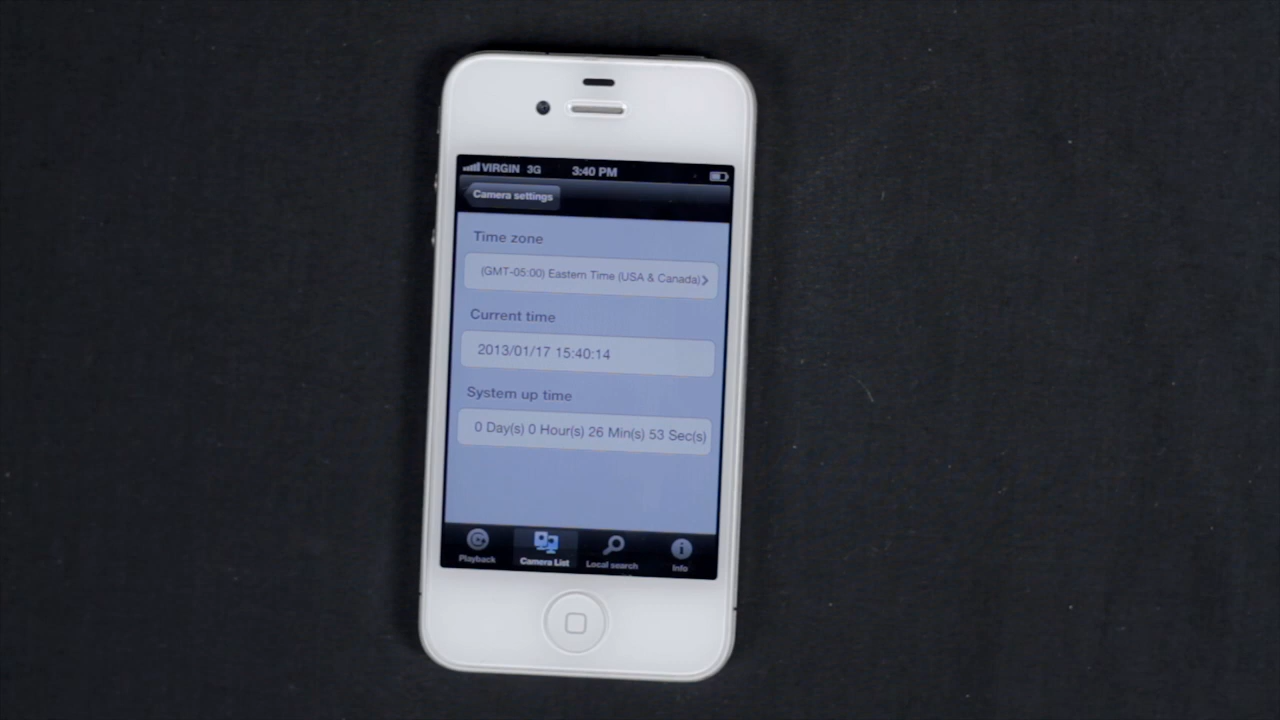 VIRGIN 3G 3:40 PM
Camera settings
Time zone
(GMT-05:00) Eastern Time (USA & Canada)
Current time
2013/01/17 15:40:14
System up time
0 Day(s) 0 Hour(s) 26 Min(s) 53 Sec(s)
Playback Camera List Local search Info